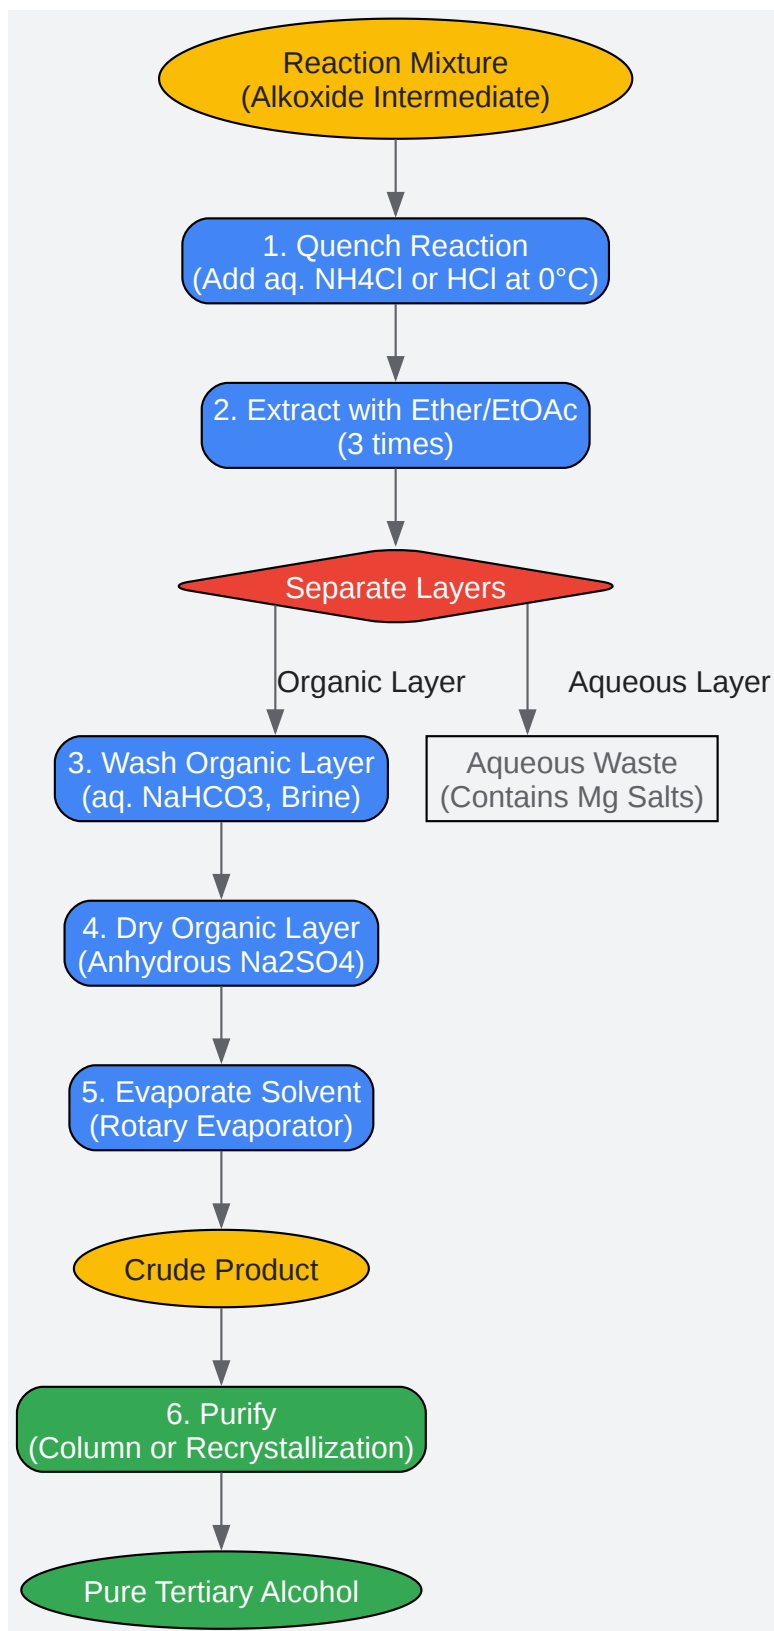 Reaction Mixture
(Alkoxide Intermediate)
1. Quench Reaction
(Add aq. NH4Cl or HCl at 0°C)
2. Extract with Ether/EtOAc
(3 times)
Separate Layers
Organic Layer
Aqueous Layer
3. Wash Organic Layer
(aq. NaHCO3, Brine)
Aqueous Waste
(Contains Mg Salts)
4. Dry Organic Layer
(Anhydrous Na2SO4)
5. Evaporate Solvent
(Rotary Evaporator)
Crude Product
6. Purify
(Column or Recrystallization)
Pure Tertiary Alcohol